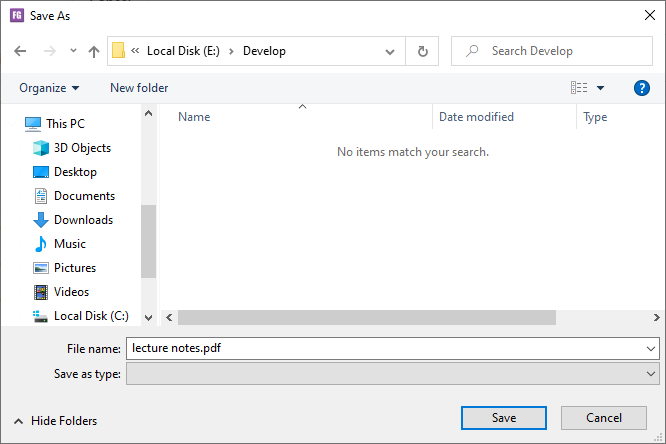 FG Save As
Local Disk (E:) Develop
Search Develop
Organize New folder
?
Name Date modified Type
No items match your search.
This PC
3D Objects
Desktop
Documents
Downloads
Music
Pictures
Videos
Local Disk (C:)
File name: lecture notes.pdf
Save as type:
Hide Folders Save Cancel